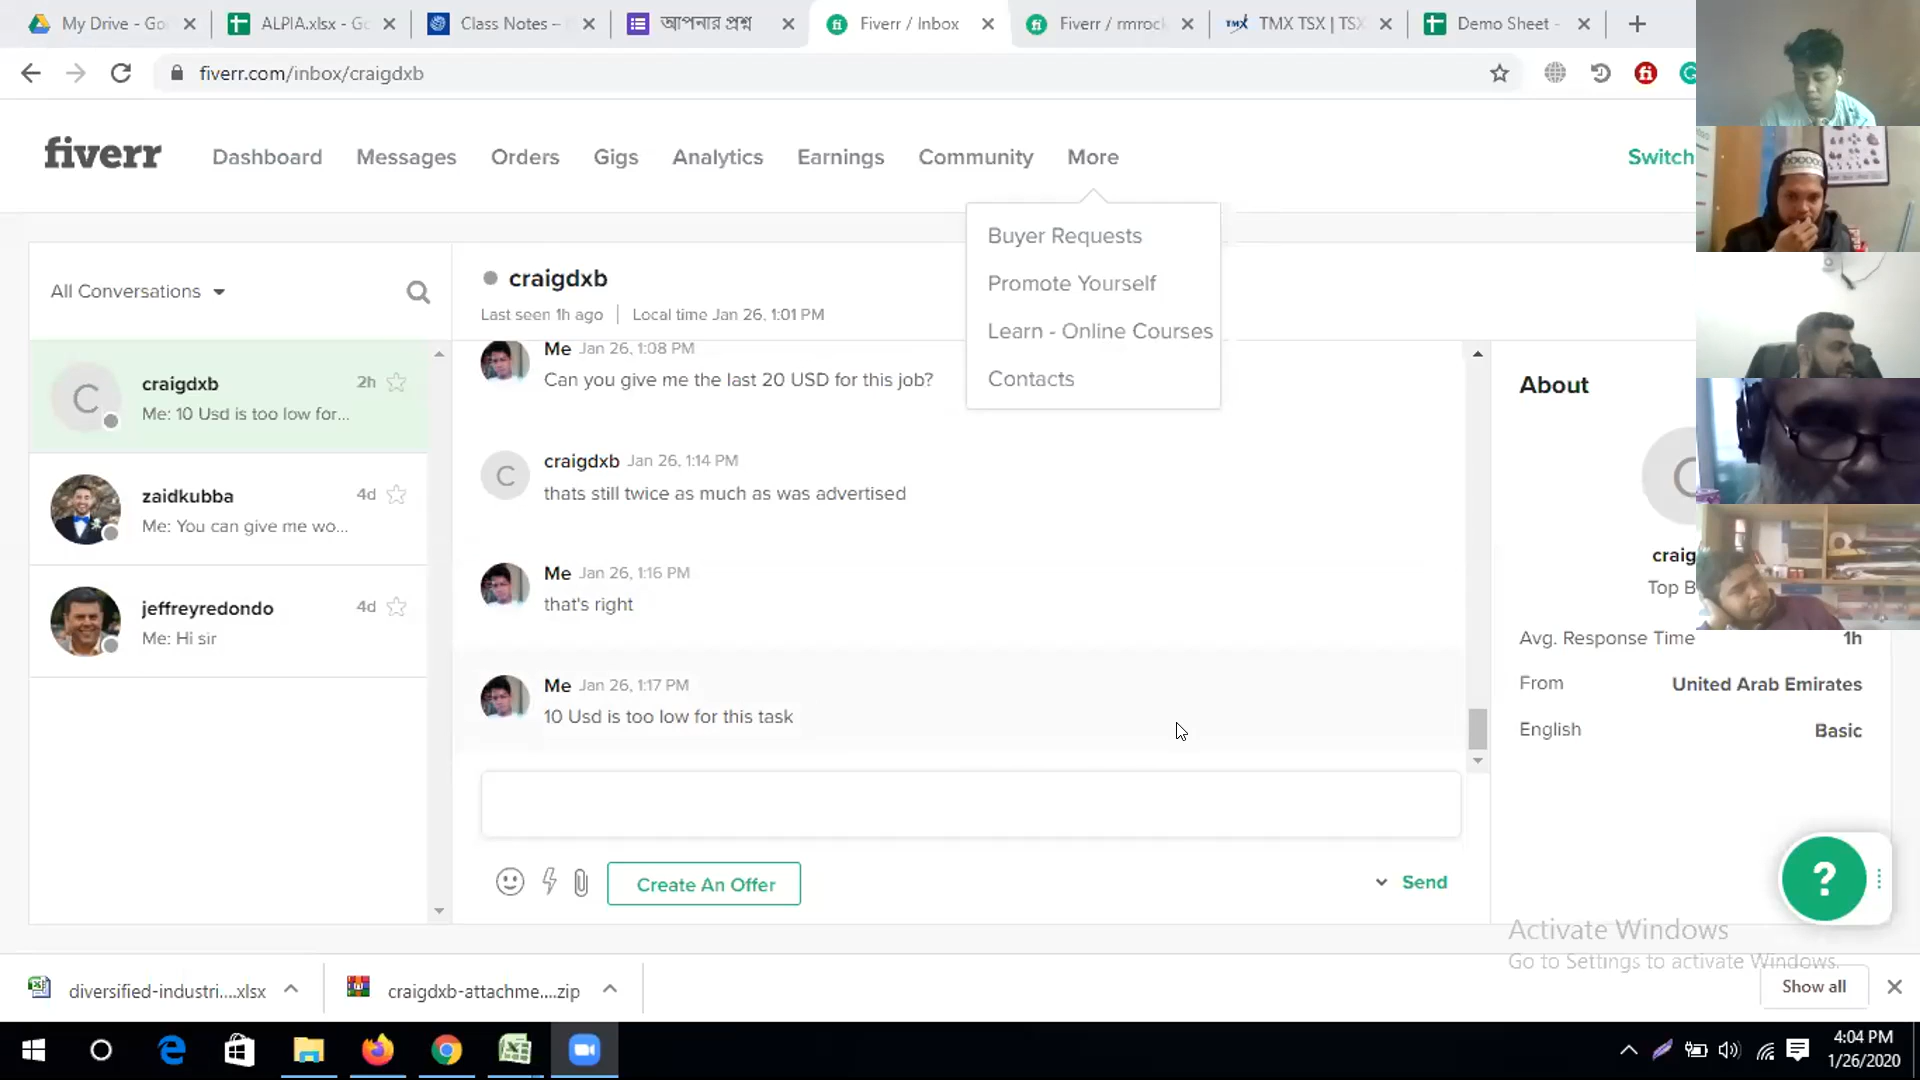 My Drive - Go
ALPIA.xlsx - Go
Class Notes -
আপনার প্রশ্ন
Fiverr / Inbox
Fiverr / rmrock
TMX TSX | TSX
Demo Sheet -
fiverr.com/inbox/craigdxb
fiverr
Dashboard
Messages
Orders
Gigs
Analytics
Earnings
Community
More
Switch
Buyer Requests
Promote Yourself
Learn - Online Courses
Contacts
All Conversations
craigdxb
2h
Me: 10 Usd is too low for...
zaidkubba
4d
Me: You can give me wo...
jeffreyredondo
4d
Me: Hi sir
craigdxb
Last seen 1h ago | Local time Jan 26, 1:01 PM
Me Jan 26, 1:08 PM
Can you give me the last 20 USD for this job?
craigdxb Jan 26, 1:14 PM
thats still twice as much as was advertised
Me Jan 26, 1:16 PM
that's right
Me Jan 26, 1:17 PM
10 Usd is too low for this task
Create An Offer
Send
About
craig
Top B
Avg. Response Time 1h
From United Arab Emirates
English Basic
Activate Windows
Go to Settings to activate Windows.
diversified-industri....xlsx
craigdxb-attachme....zip
Show all
4:04 PM
1/26/2020